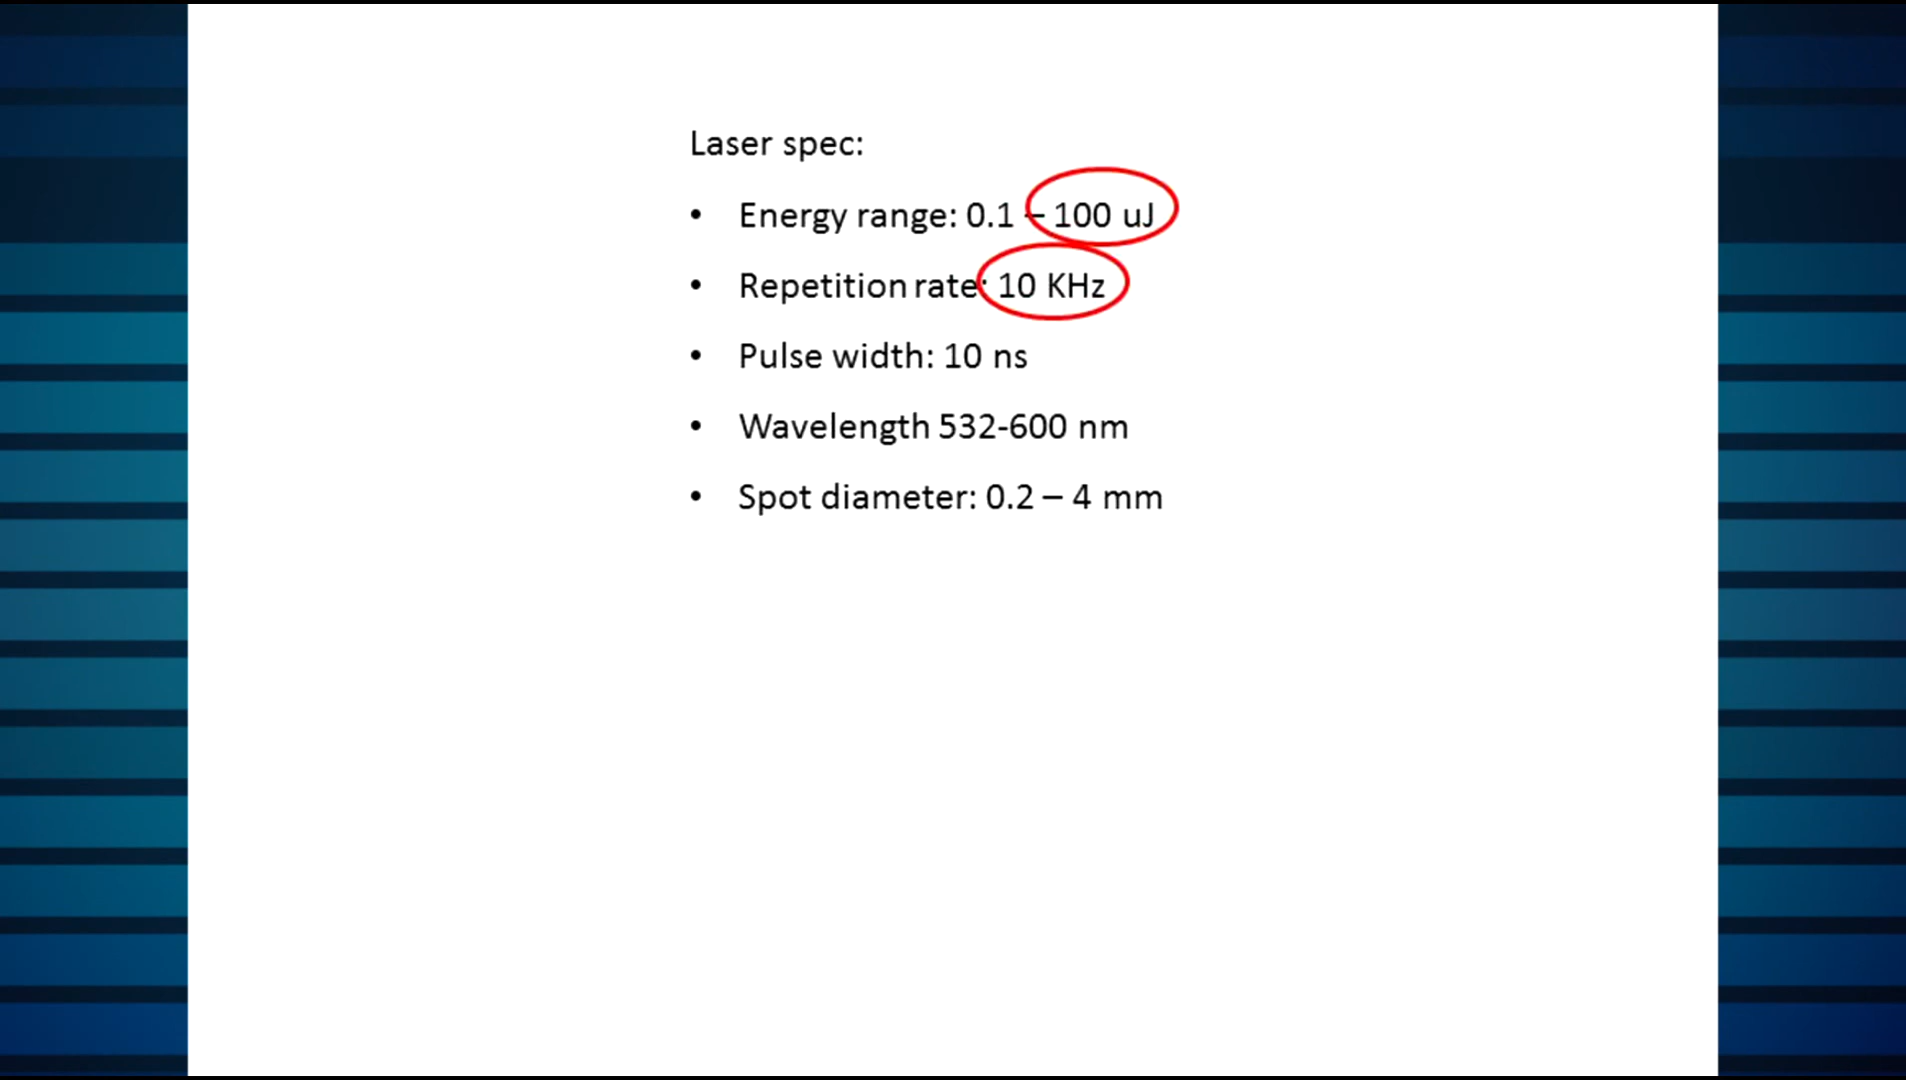 Laser spec:
• Energy range: 0.1 – 100 uJ
• Repetition rate: 10 KHz
• Pulse width: 10 ns
• Wavelength 532-600 nm
• Spot diameter: 0.2 – 4 mm